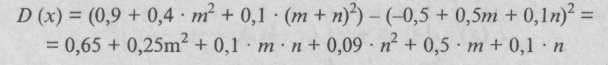 D (x) = (0,9 + 0,4 · m² + 0,1 · (m + n)²) – (–0,5 + 0,5m + 0,1n)² =
= 0,65 + 0,25m² + 0,1 · m · n + 0,09 · n² + 0,5 · m + 0,1 · n